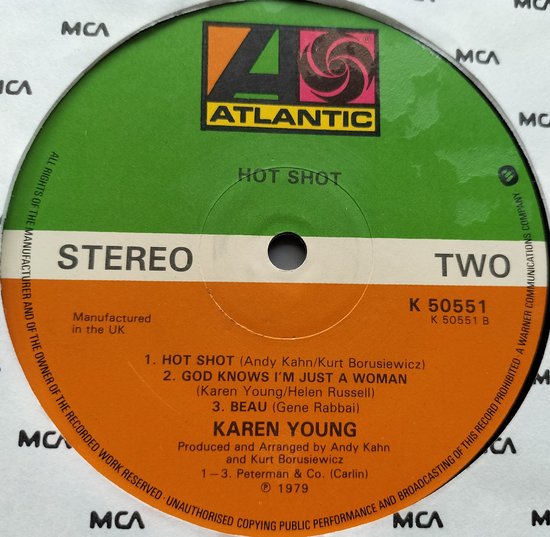 MCA
MCA
MCA
MCA
ATLANTIC
HOT SHOT
STEREO
TWO
K 50551
K 50551 B
Manufactured
in the UK
1. HOT SHOT (Andy Kahn/Kurt Borusiewicz)
2. GOD KNOWS I'M JUST A WOMAN
(Karen Young/Helen Russell)
3. BEAU (Gene Rabbai)
KAREN YOUNG
Produced and Arranged by Andy Kahn
and Kurt Borusiewicz
1—3. Peterman & Co. (Carlin)
℗ 1979
ALL RIGHTS OF THE MANUFACTURER AND OF THE OWNER OF THE RECORDED WORK RESERVED · UNAUTHORISED COPYING PUBLIC PERFORMANCE AND BROADCASTING OF THIS RECORD PROHIBITED
A WARNER COMMUNICATIONS COMPANY
MCA
MCA
MCA
MCA